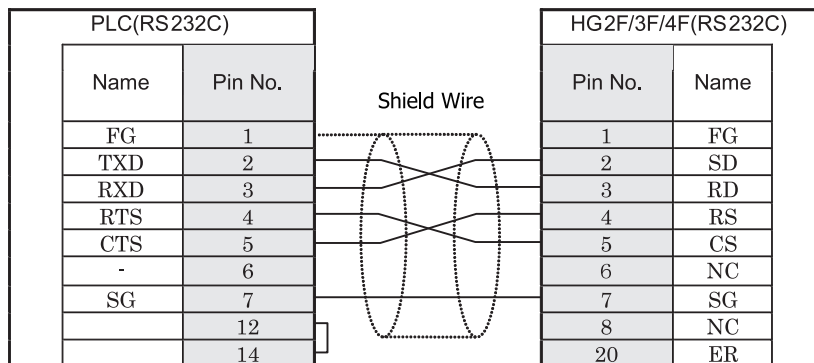 PLC(RS232C) HG2F/3F/4F(RS232C)
Name Pin No. Pin No. Name
Shield Wire
FG 1 1 FG
TXD 2 2 SD
RXD 3 3 RD
RTS 4 4 RS
CTS 5 5 CS
- 6 6 NC
SG 7 7 SG
12 8 NC
14 20 ER